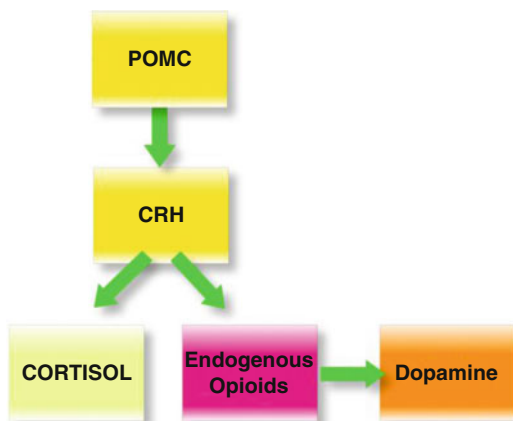 POMC
CRH
CORTISOL
Endogenous
Opioids
Dopamine